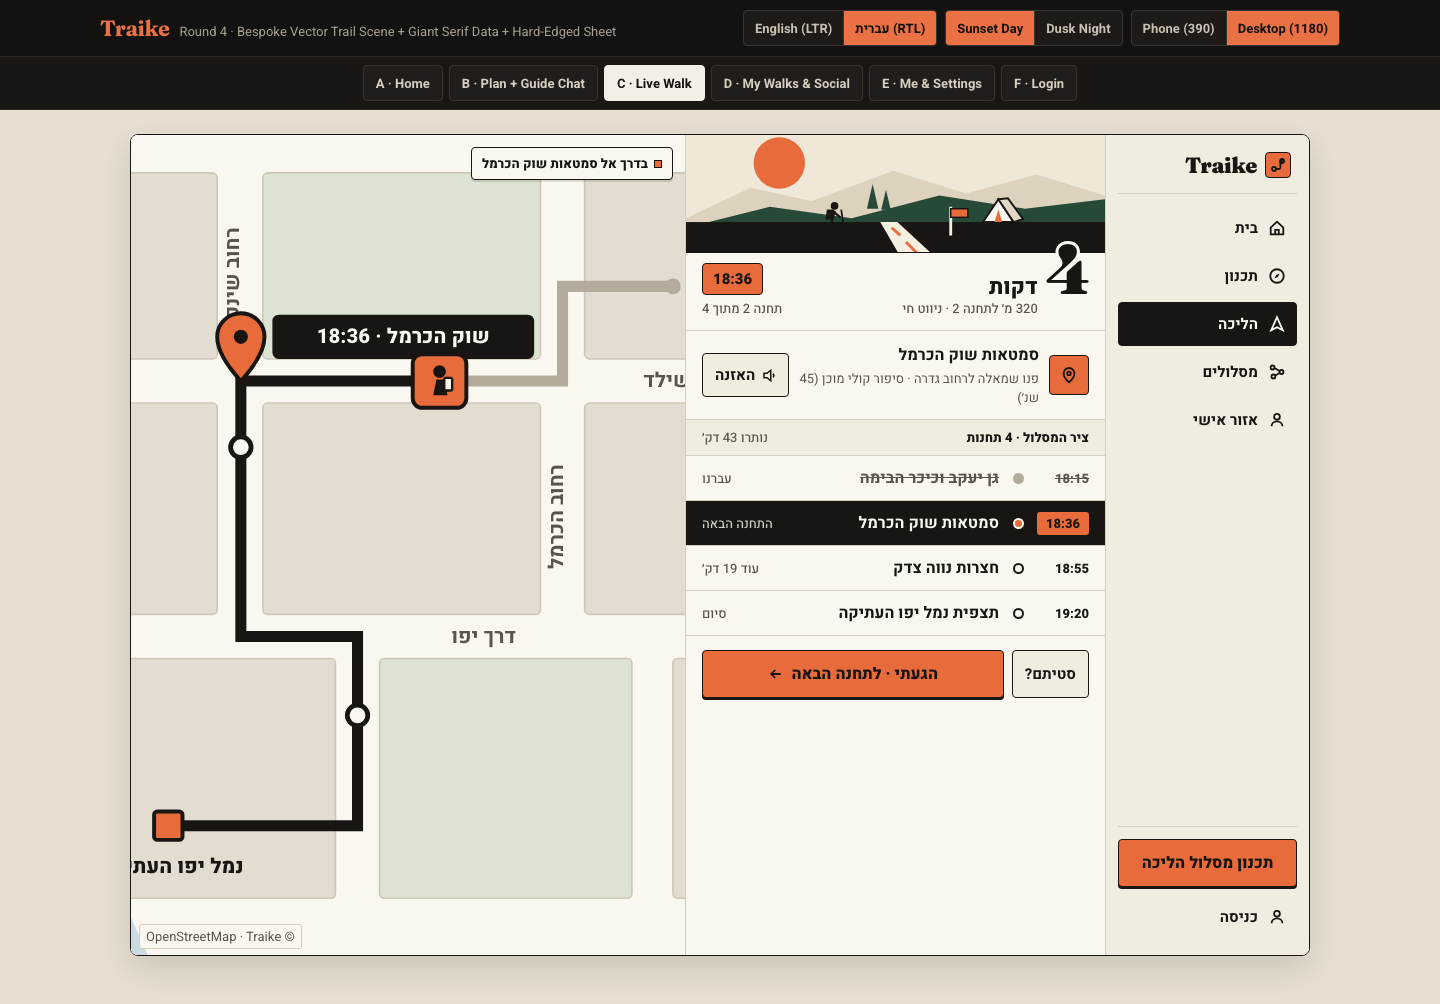 Traike
Round 4 · Bespoke Vector Trail Scene + Giant Serif Data + Hard-Edged Sheet
English (LTR)
עברית (RTL)
Sunset Day
Dusk Night
Phone (390)
Desktop (1180)
A · Home
B · Plan + Guide Chat
C · Live Walk
D · My Walks & Social
E · Me & Settings
F · Login
Traike
בית
תכנון
הליכה
מסלולים
אזור אישי
תכנון מסלול הליכה
כניסה
4 דקות
18:36
320 מ׳ לתחנה 2 · ניווט חי
תחנה 2 מתוך 4
סמטאות שוק הכרמל
פנו שמאלה לרחוב גדרה · סיפור קולי מוכן (45
שנ׳)
האזנה
ציר המסלול · 4 תחנות
נותרו 43 דק׳
18:15
גן יעקב וכיכר הבימה
עברנו
18:36
סמטאות שוק הכרמל
התחנה הבאה
18:55
חצרות נווה צדק
עוד 19 דק׳
19:20
תצפית נמל יפו העתיקה
סיום
סטיתם?
הגעתי · לתחנה הבאה ←
בדרך אל סמטאות שוק הכרמל
רחוב שינק
שוק הכרמל · 18:36
שילד
רחוב הכרמל
דרך יפו
נמל יפו העתי
OpenStreetMap · Traike ©